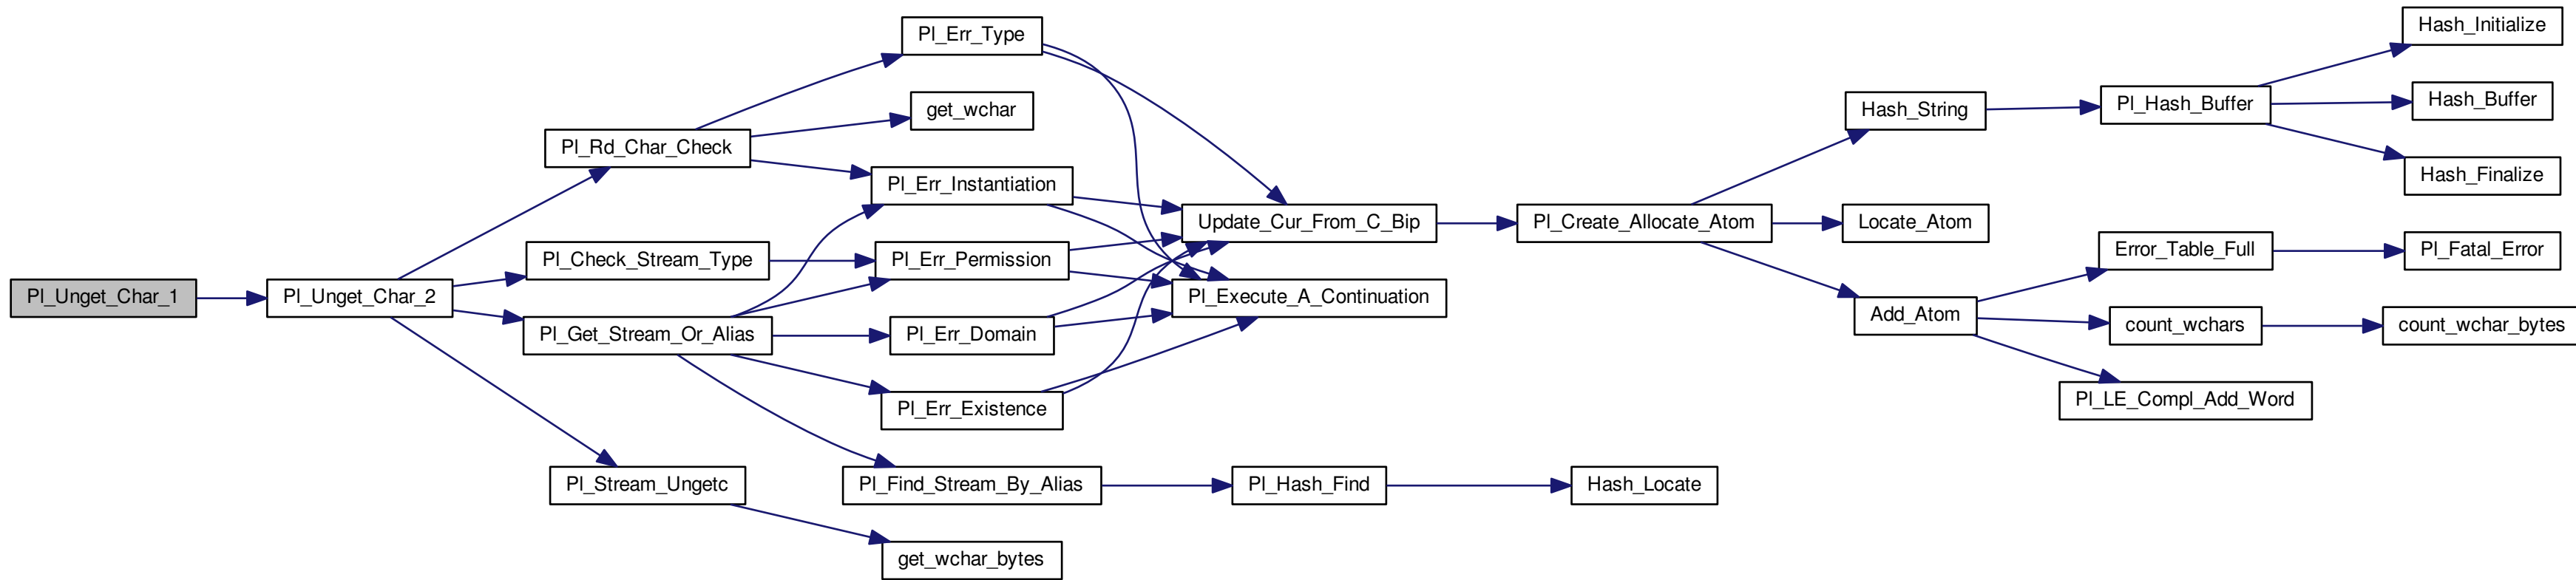 Pl_Unget_Char_1
Pl_Unget_Char_2
Pl_Rd_Char_Check
Pl_Check_Stream_Type
Pl_Get_Stream_Or_Alias
Pl_Stream_Ungetc
Pl_Err_Type
get_wchar
Pl_Err_Instantiation
Pl_Err_Permission
Pl_Err_Domain
Pl_Err_Existence
Pl_Find_Stream_By_Alias
get_wchar_bytes
Update_Cur_From_C_Bip
Pl_Execute_A_Continuation
Pl_Hash_Find
Pl_Create_Allocate_Atom
Hash_Locate
Hash_String
Locate_Atom
Add_Atom
Pl_Hash_Buffer
Error_Table_Full
count_wchars
Pl_LE_Compl_Add_Word
Hash_Initialize
Hash_Buffer
Hash_Finalize
Pl_Fatal_Error
count_wchar_bytes